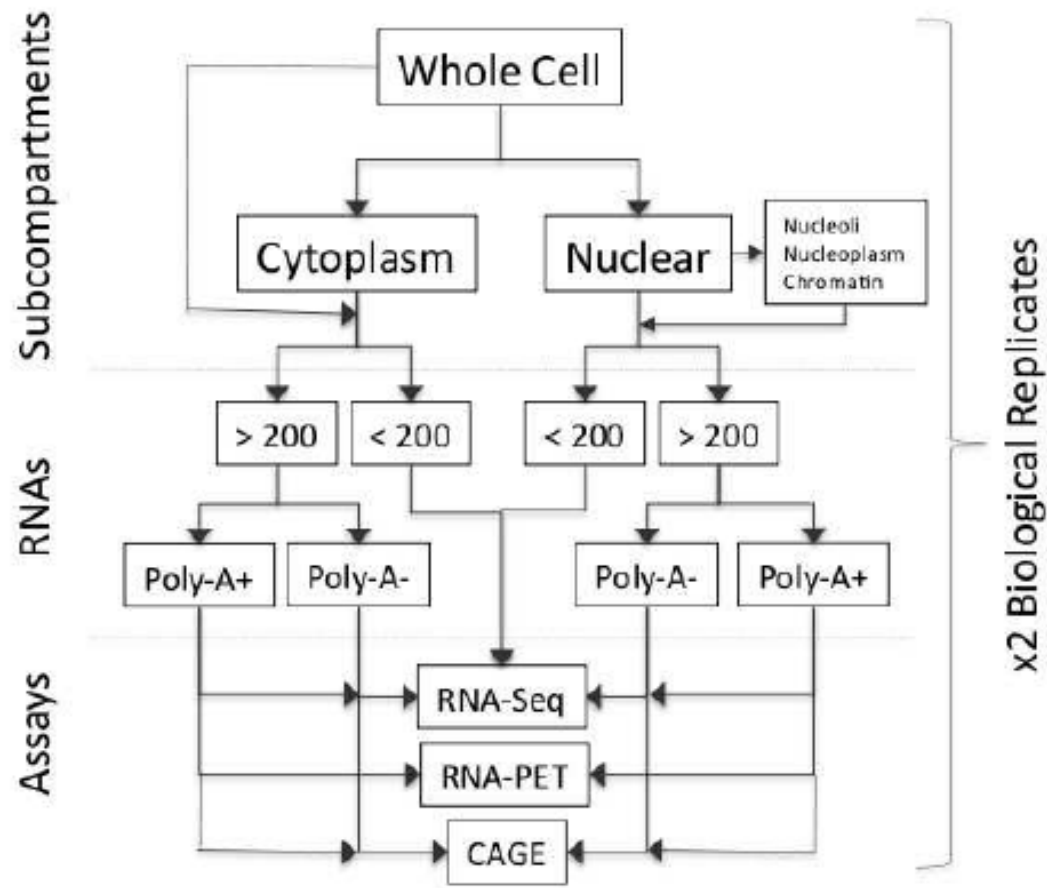 Subcompartments
Whole Cell
Cytoplasm
Nuclear
Nucleoli
Nucleoplasm
Chromatin
RNAs
> 200
< 200
< 200
> 200
Poly-A+
Poly-A-
Poly-A-
Poly-A+
Assays
RNA-Seq
RNA-PET
CAGE
x2 Biological Replicates